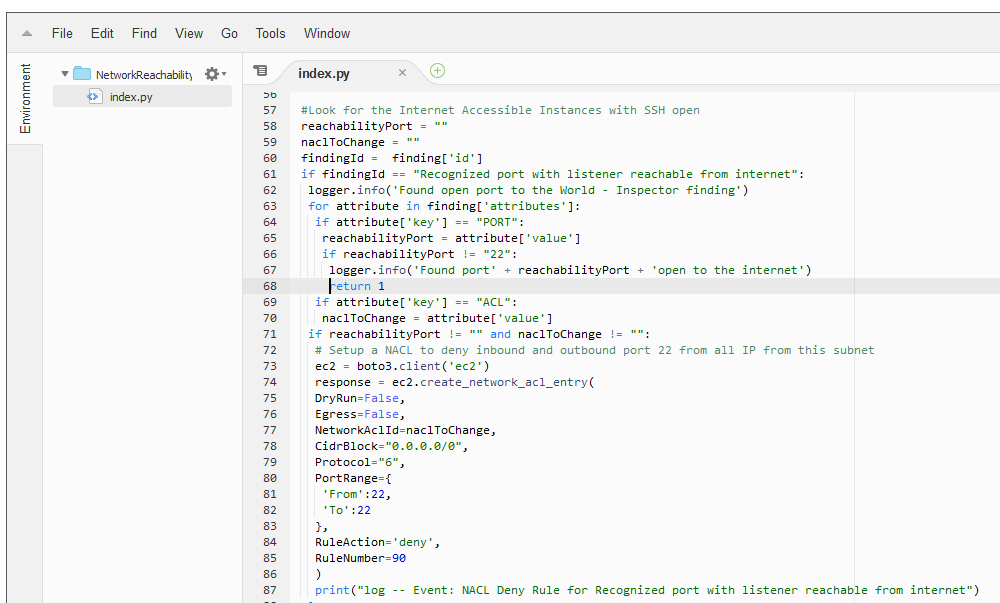 File Edit Find View Go Tools Window
Environment
NetworkReachability
index.py
index.py
56
57 #Look for the Internet Accessible Instances with SSH open
58 reachabilityPort = ""
59 naclToChange = ""
60 findingId =  finding['id']
61 if findingId == "Recognized port with listener reachable from internet":
62  logger.info('Found open port to the World - Inspector finding')
63  for attribute in finding['attributes']:
64   if attribute['key'] == "PORT":
65    reachabilityPort = attribute['value']
66    if reachabilityPort != "22":
67     logger.info('Found port' + reachabilityPort + 'open to the internet')
68     return 1
69   if attribute['key'] == "ACL":
70    naclToChange = attribute['value']
71  if reachabilityPort != "" and naclToChange != "":
72   # Setup a NACL to deny inbound and outbound port 22 from all IP from this subnet
73   ec2 = boto3.client('ec2')
74   response = ec2.create_network_acl_entry(
75   DryRun=False,
76   Egress=False,
77   NetworkAclId=naclToChange,
78   CidrBlock="0.0.0.0/0",
79   Protocol="6",
80   PortRange={
81    'From':22,
82    'To':22
83   },
84   RuleAction='deny',
85   RuleNumber=90
86   )
87   print("log -- Event: NACL Deny Rule for Recognized port with listener reachable from internet")